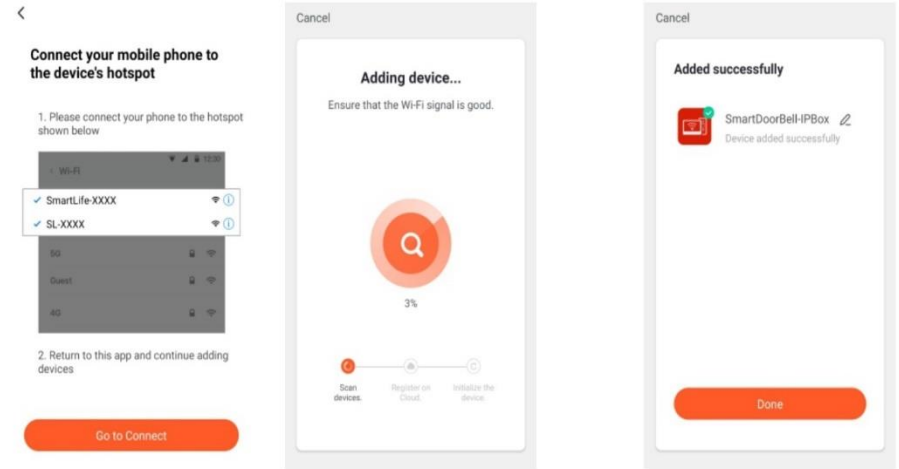 Connect your mobile phone to
the device's hotspot
1. Please connect your phone to the hotspot
shown below
12:00
Wi-Fi
SmartLife-XXXX
SL-XXXX
5G
Guest
4G
2. Return to this app and continue adding
devices
Go to Connect
Cancel
Adding device...
Ensure that the Wi-Fi signal is good.
3%
Scan
devices.
Register on
Cloud.
Initialize the
device.
Cancel
Added successfully
SmartDoorBell-IPBox
Device added successfully
Done